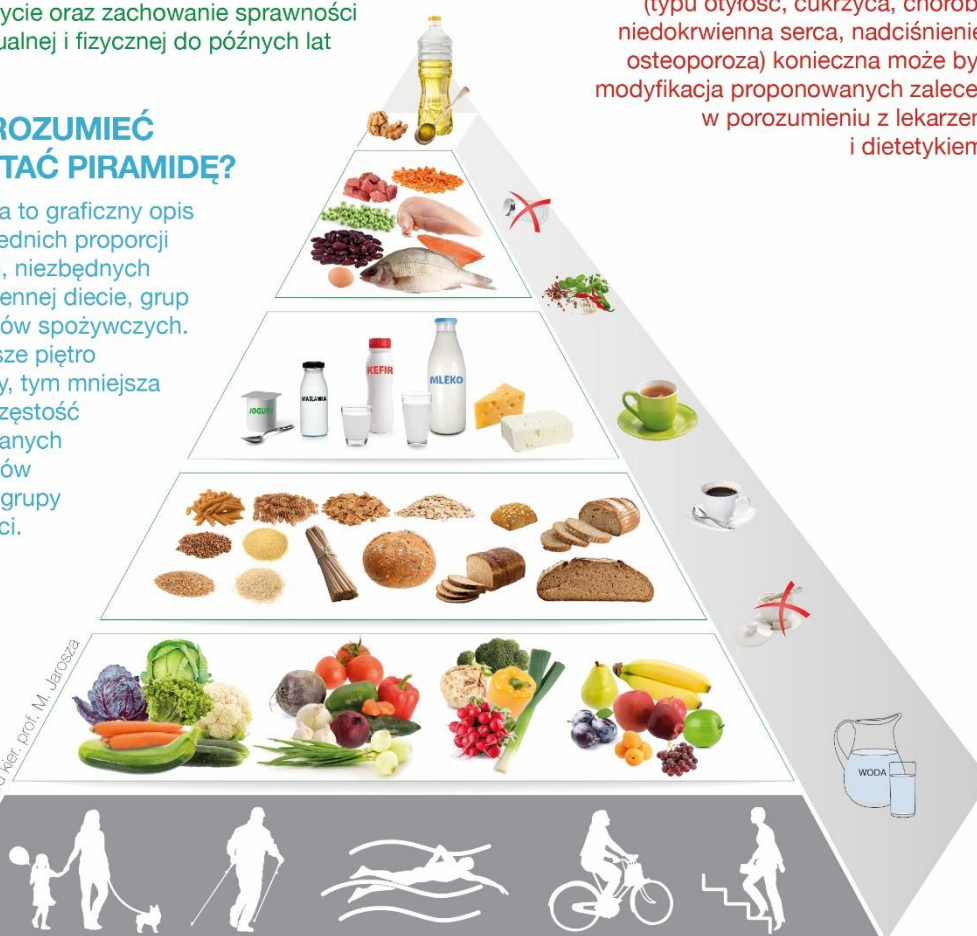 ycie oraz zachowanie sprawności
ualnej i fizycznej do późnych lat
(typu otyłość, cukrzyca, chorob
niedokrwienna serca, nadciśnienie
osteoporoza) konieczna może by
modyfikacja proponowanych zalece
w porozumieniu z lekarzem
i dietetykiem
ROZUMIEĆ
TAĆ PIRAMIDĘ?
a to graficzny opis
ednich proporcji
, niezbędnych
ennej diecie, grup
ów spożywczych.
sze piętro
y, tym mniejsza
zęstość
anych
ów
grupy
ci.
JOGURT
MAŚLANKA
KEFIR
MLEKO
kier. prof. M. Jarosza
WODA